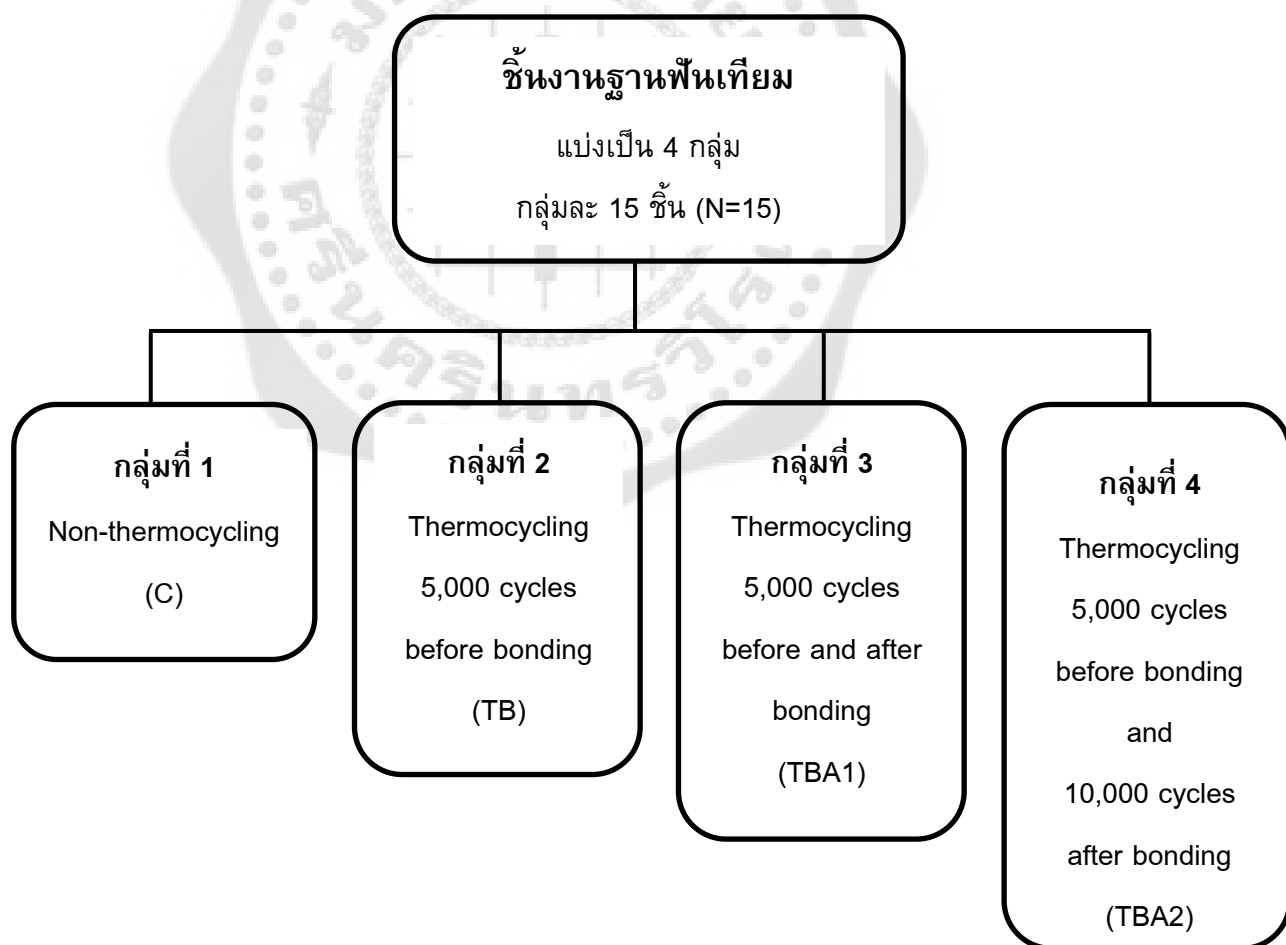 ชิ้นงานฐานฟันเทียม
แบ่งเป็น 4 กลุ่ม
กลุ่มละ 15 ชิ้น (N=15)
กลุ่มที่ 1
Non-thermocycling
(C)
กลุ่มที่ 2
Thermocycling
5,000 cycles
before bonding
(TB)
กลุ่มที่ 3
Thermocycling
5,000 cycles
before and after
bonding
(TBA1)
กลุ่มที่ 4
Thermocycling
5,000 cycles
before bonding
and
10,000 cycles
after bonding
(TBA2)